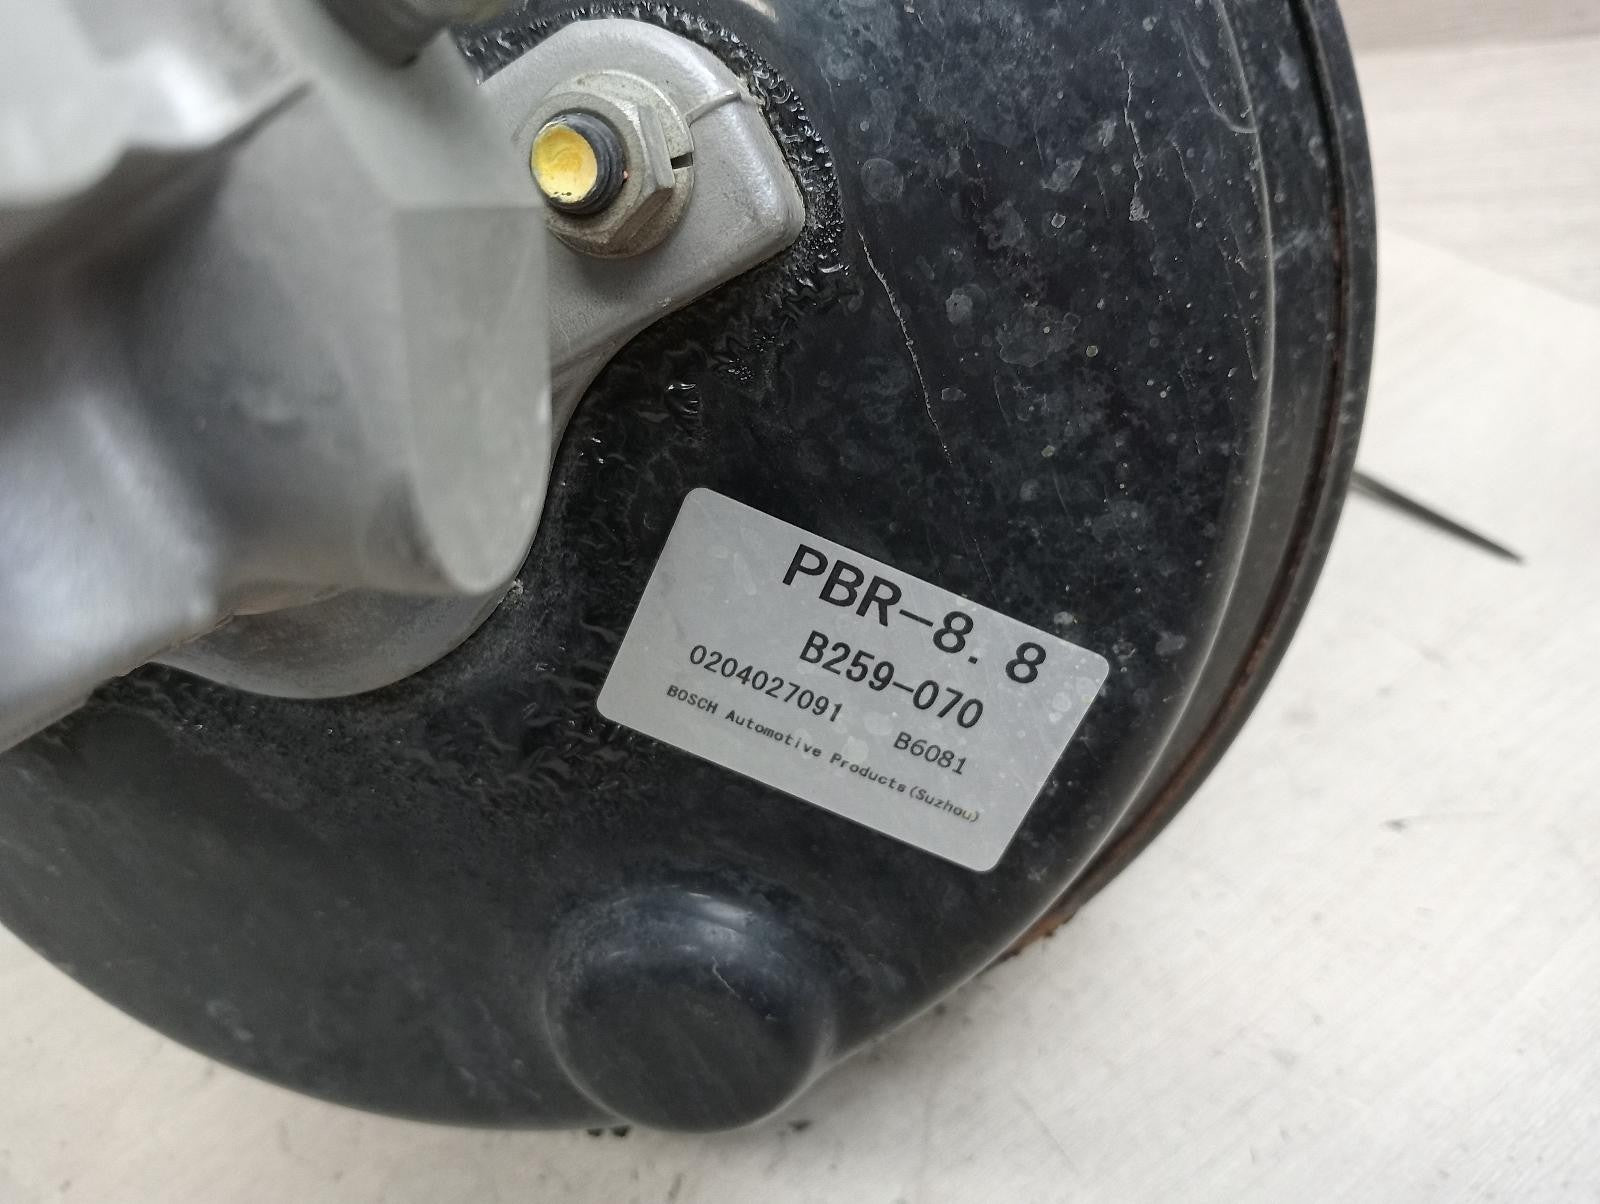 PBR-8.8
B259-070
0204027091 B6081
BOSCH Automotive Products(Suzhou)